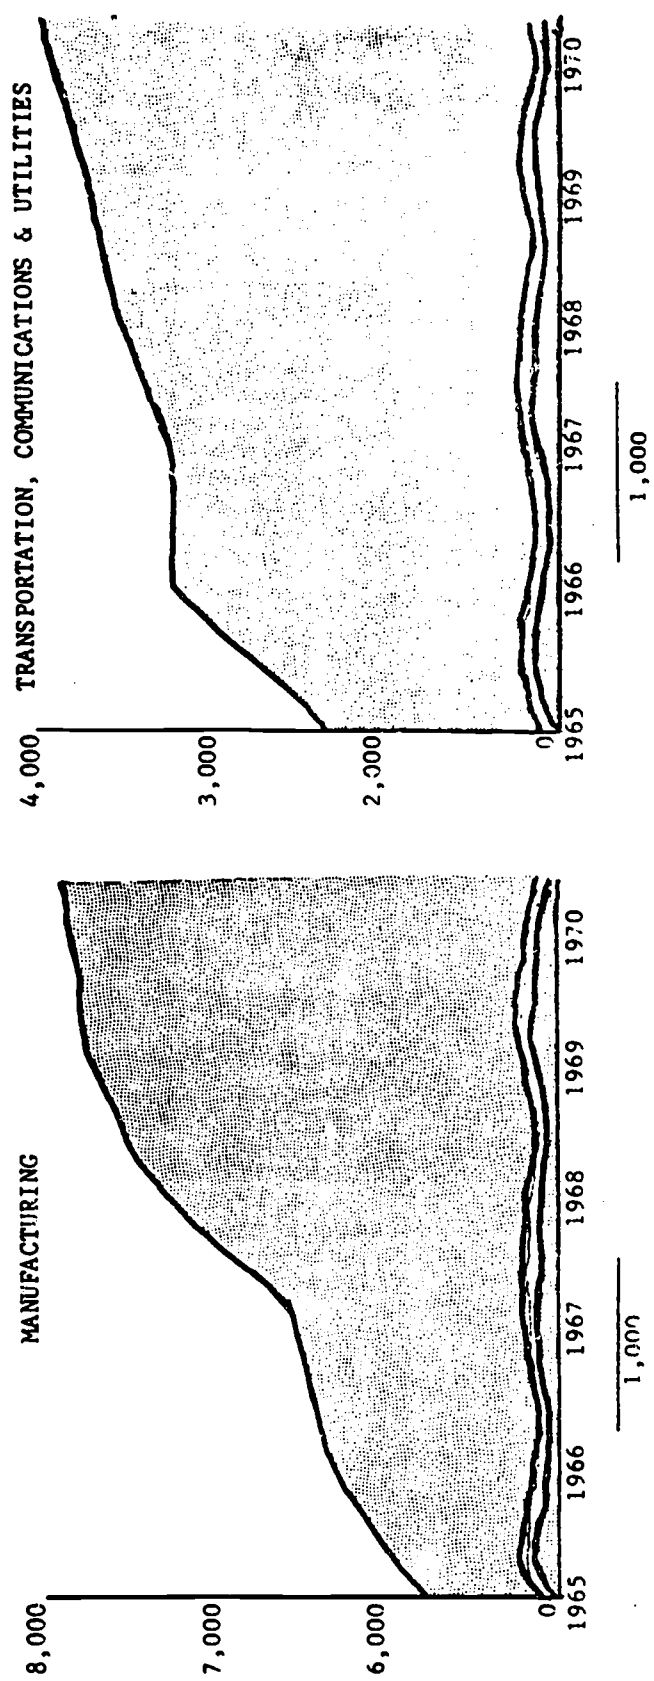 MANUFACTURING
8,000
7,000
6,000
0
1965 1966 1967 1968 1969 1970
1,000
TRANSPORTATION, COMMUNICATIONS & UTILITIES
4,000
3,000
2,000
0
1965 1966 1967 1968 1969 1970
1,000